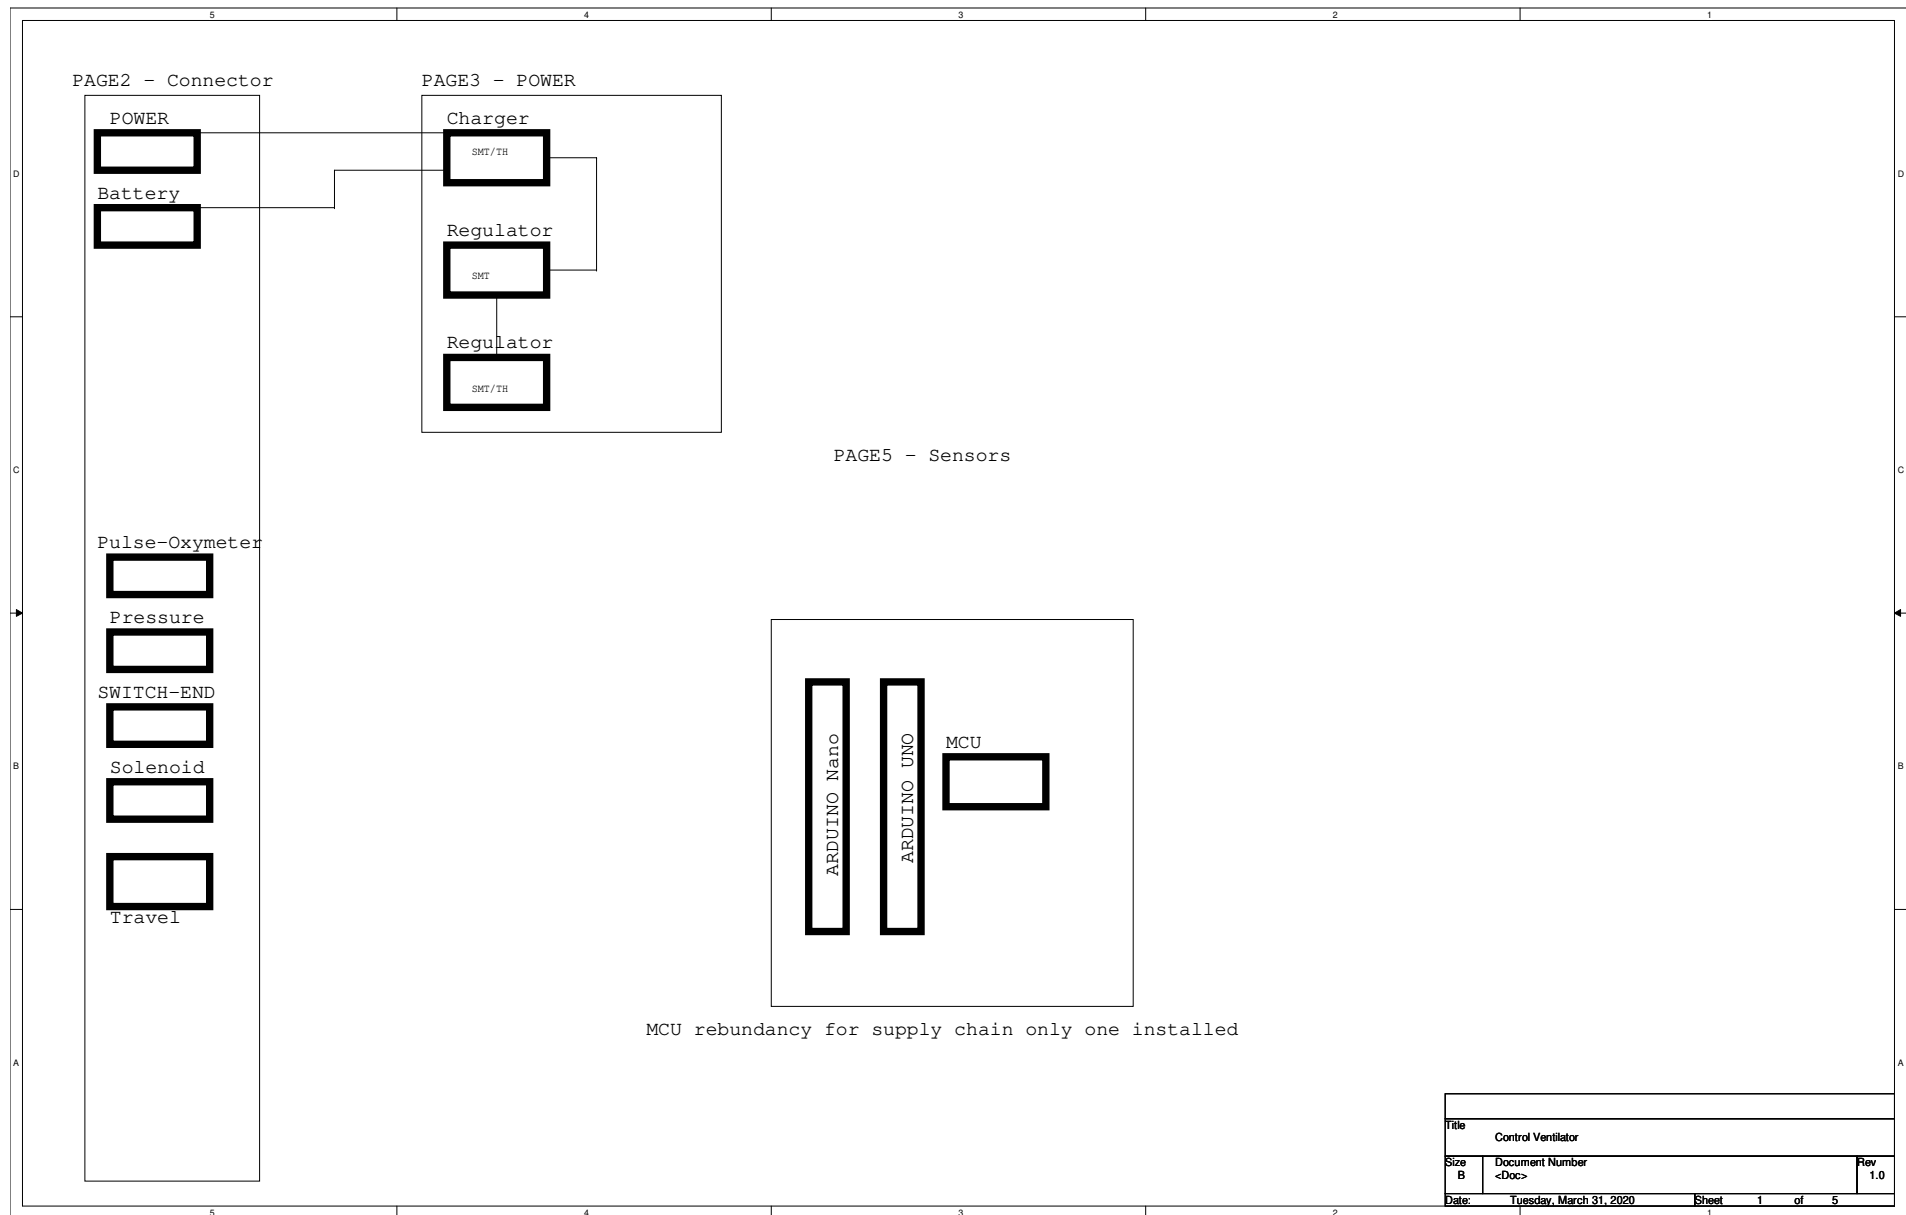 5 4 3 2 1
PAGE2 - Connector
PAGE3 - POWER
POWER
Charger
SMT/TH
D D
Battery
Regulator
SMT
Regulator
SMT/TH
PAGE5 - Sensors
C C
Pulse-Oxymeter
Pressure
SWITCH-END
Solenoid
Travel
ARDUINO Nano
ARDUINO UNO
MCU
B B
MCU rebundancy for supply chain only one installed
A A
Title
Control Ventilator
Size Document Number Rev
B <Doc> 1.0
Date: Tuesday, March 31, 2020 Sheet 1 of 5
5 4 3 2 1